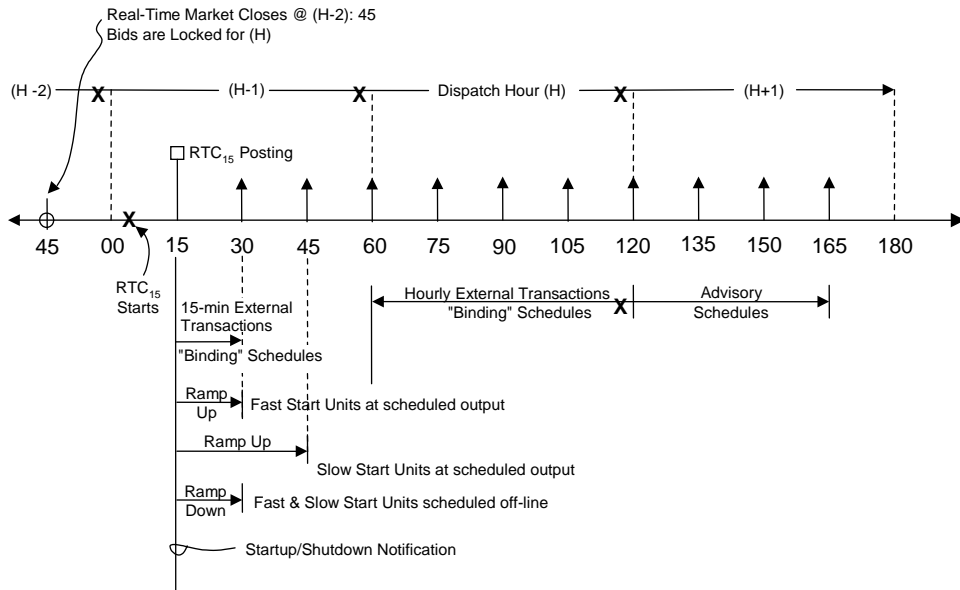 Real-Time Market Closes @ (H-2): 45
Bids are Locked for (H)
(H -2) X (H-1) X Dispatch Hour (H) X (H+1)
RTC15 Posting
X
45 00 15 30 45 60 75 90 105 120 135 150 165 180
RTC15
Starts
15-min External
Transactions
"Binding" Schedules
Hourly External Transactions
"Binding" Schedules X
Advisory
Schedules
Ramp
Up
Fast Start Units at scheduled output
Ramp Up
Slow Start Units at scheduled output
Ramp
Down
Fast & Slow Start Units scheduled off-line
Startup/Shutdown Notification